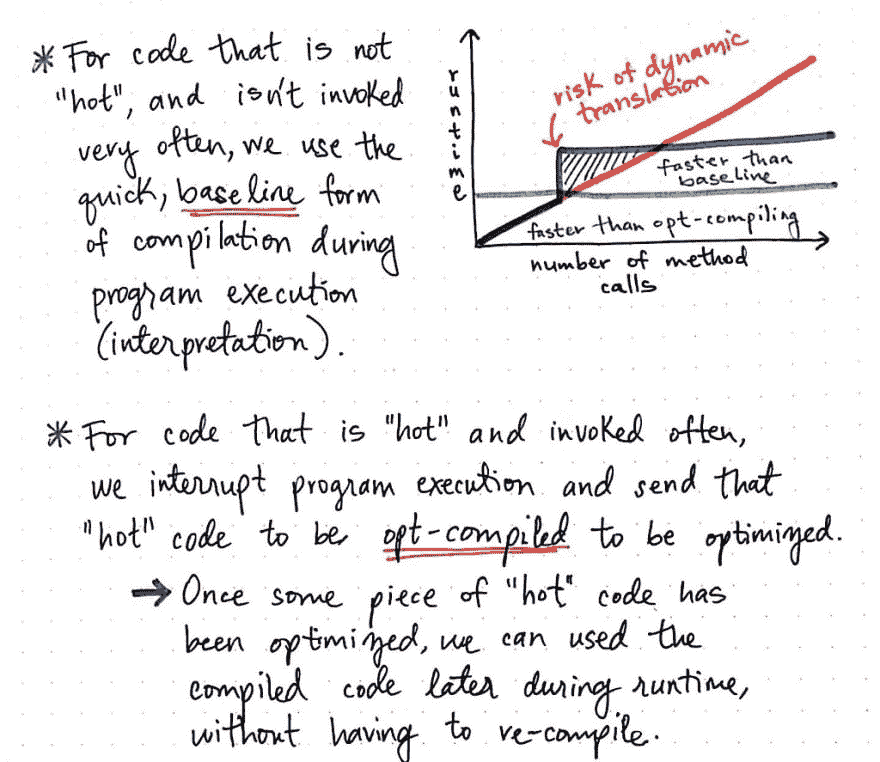 * For code that is not
"hot", and isn't invoked
very often, we use the
quick, baseline form
of compilation during
program execution
(interpretation).
runtime
risk of dynamic
translation
faster than
baseline
faster than opt-compiling
number of method
calls
* For code that is "hot" and invoked often,
we interrupt program execution and send that
"hot" code to be opt-compiled to be optimized.
→ Once some piece of "hot" code has
been optimized, we can used the
compiled code later during runtime,
without having to re-compile.